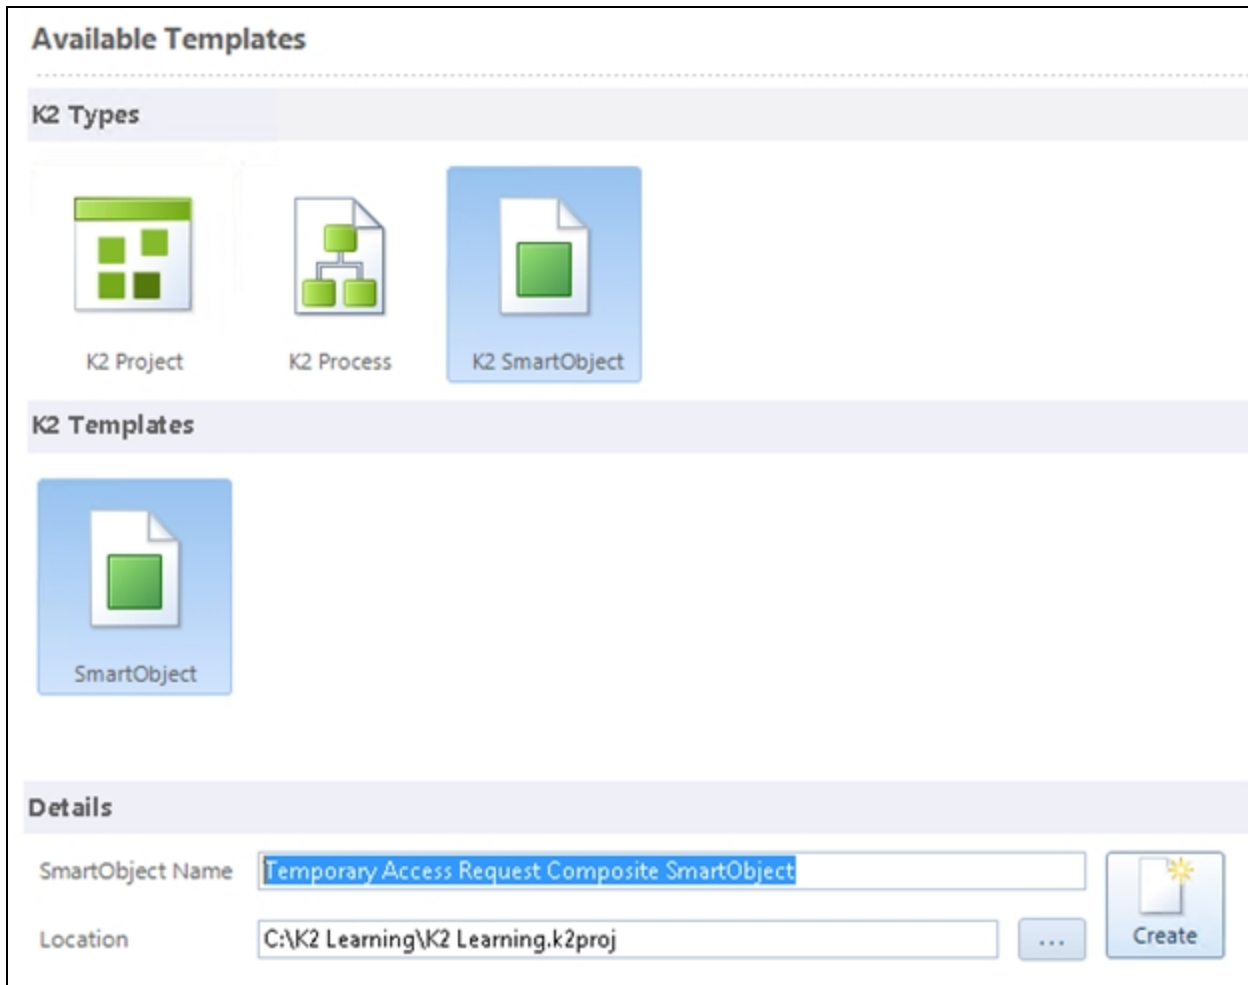 Available Templates
K2 Types
K2 Project
K2 Process
K2 SmartObject
K2 Templates
SmartObject
Details
SmartObject Name
Temporary Access Request Composite SmartObject
Location
C:\K2 Learning\K2 Learning.k2proj
...
Create